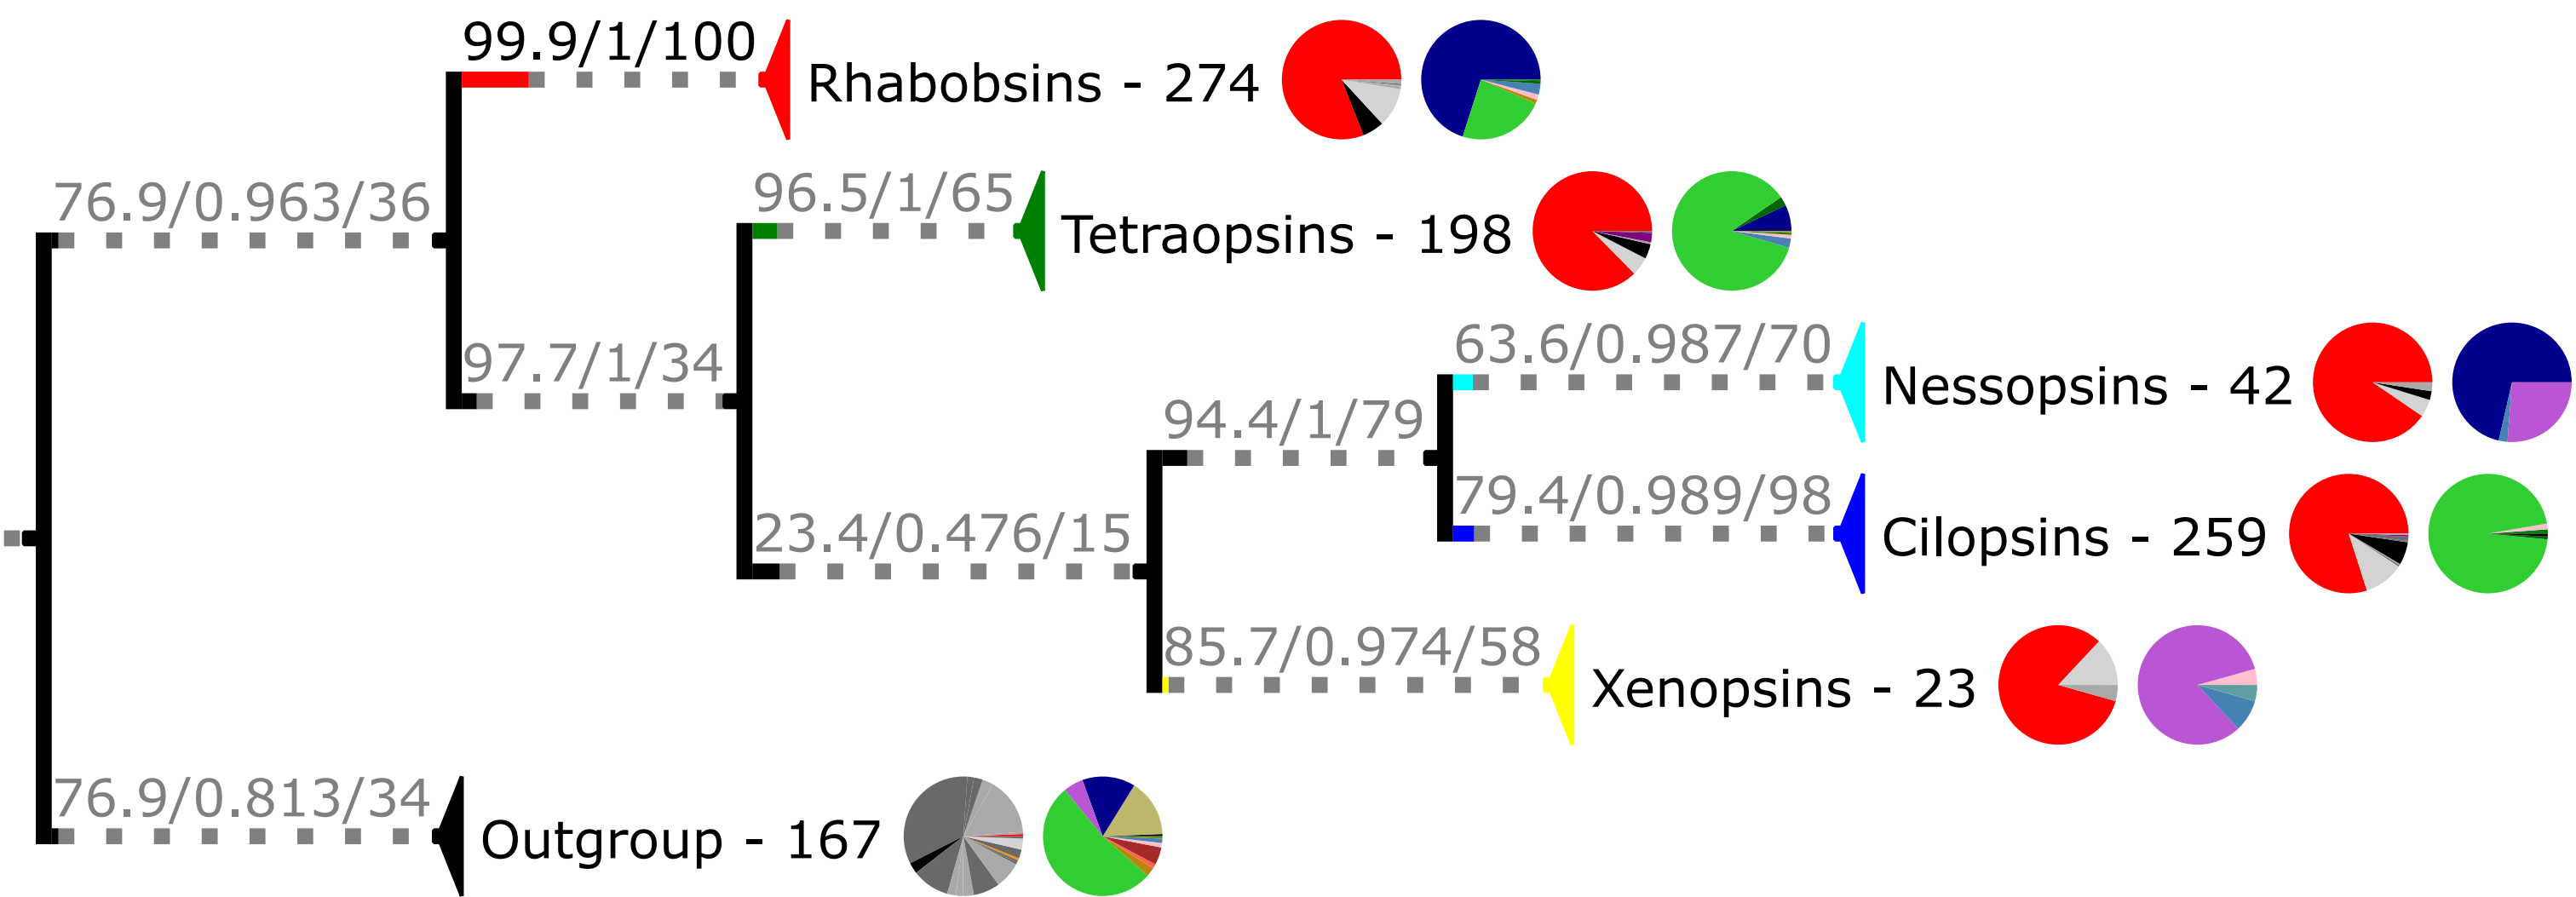 99.9/1/100
Rhabobsins - 274
76.9/0.963/36
96.5/1/65
Tetraopsins - 198
97.7/1/34
63.6/0.987/70
Nessopsins - 42
94.4/1/79
79.4/0.989/98
Cilopsins - 259
23.4/0.476/15
85.7/0.974/58
Xenopsins - 23
76.9/0.813/34
Outgroup - 167